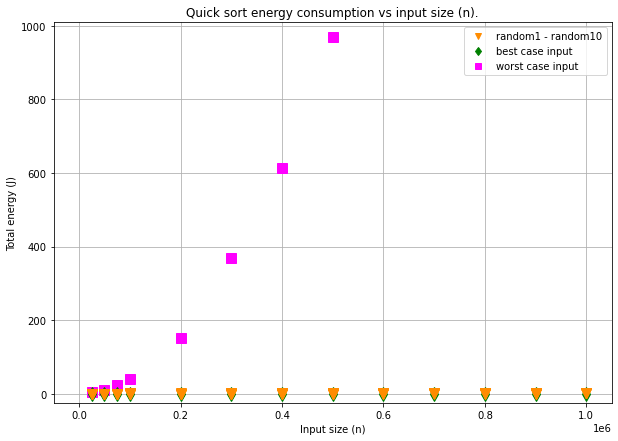 Quick sort energy consumption vs input size (n).
random1 - random10
best case input
worst case input
1000
800
600
400
200
0
Total energy (J)
0.0 0.2 0.4 0.6 0.8 1.0
1e6
Input size (n)